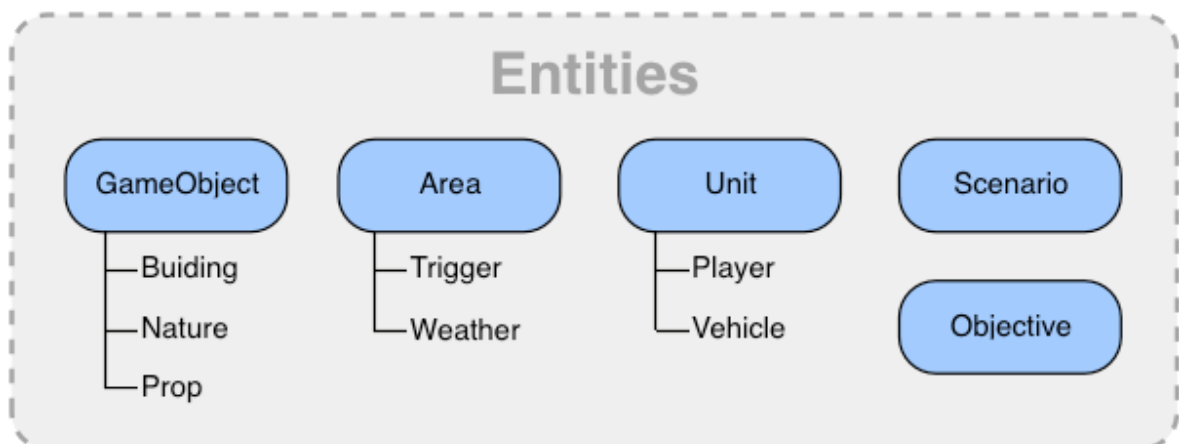 Entities
GameObject
Buiding
Nature
Prop
Area
Trigger
Weather
Unit
Player
Vehicle
Scenario
Objective